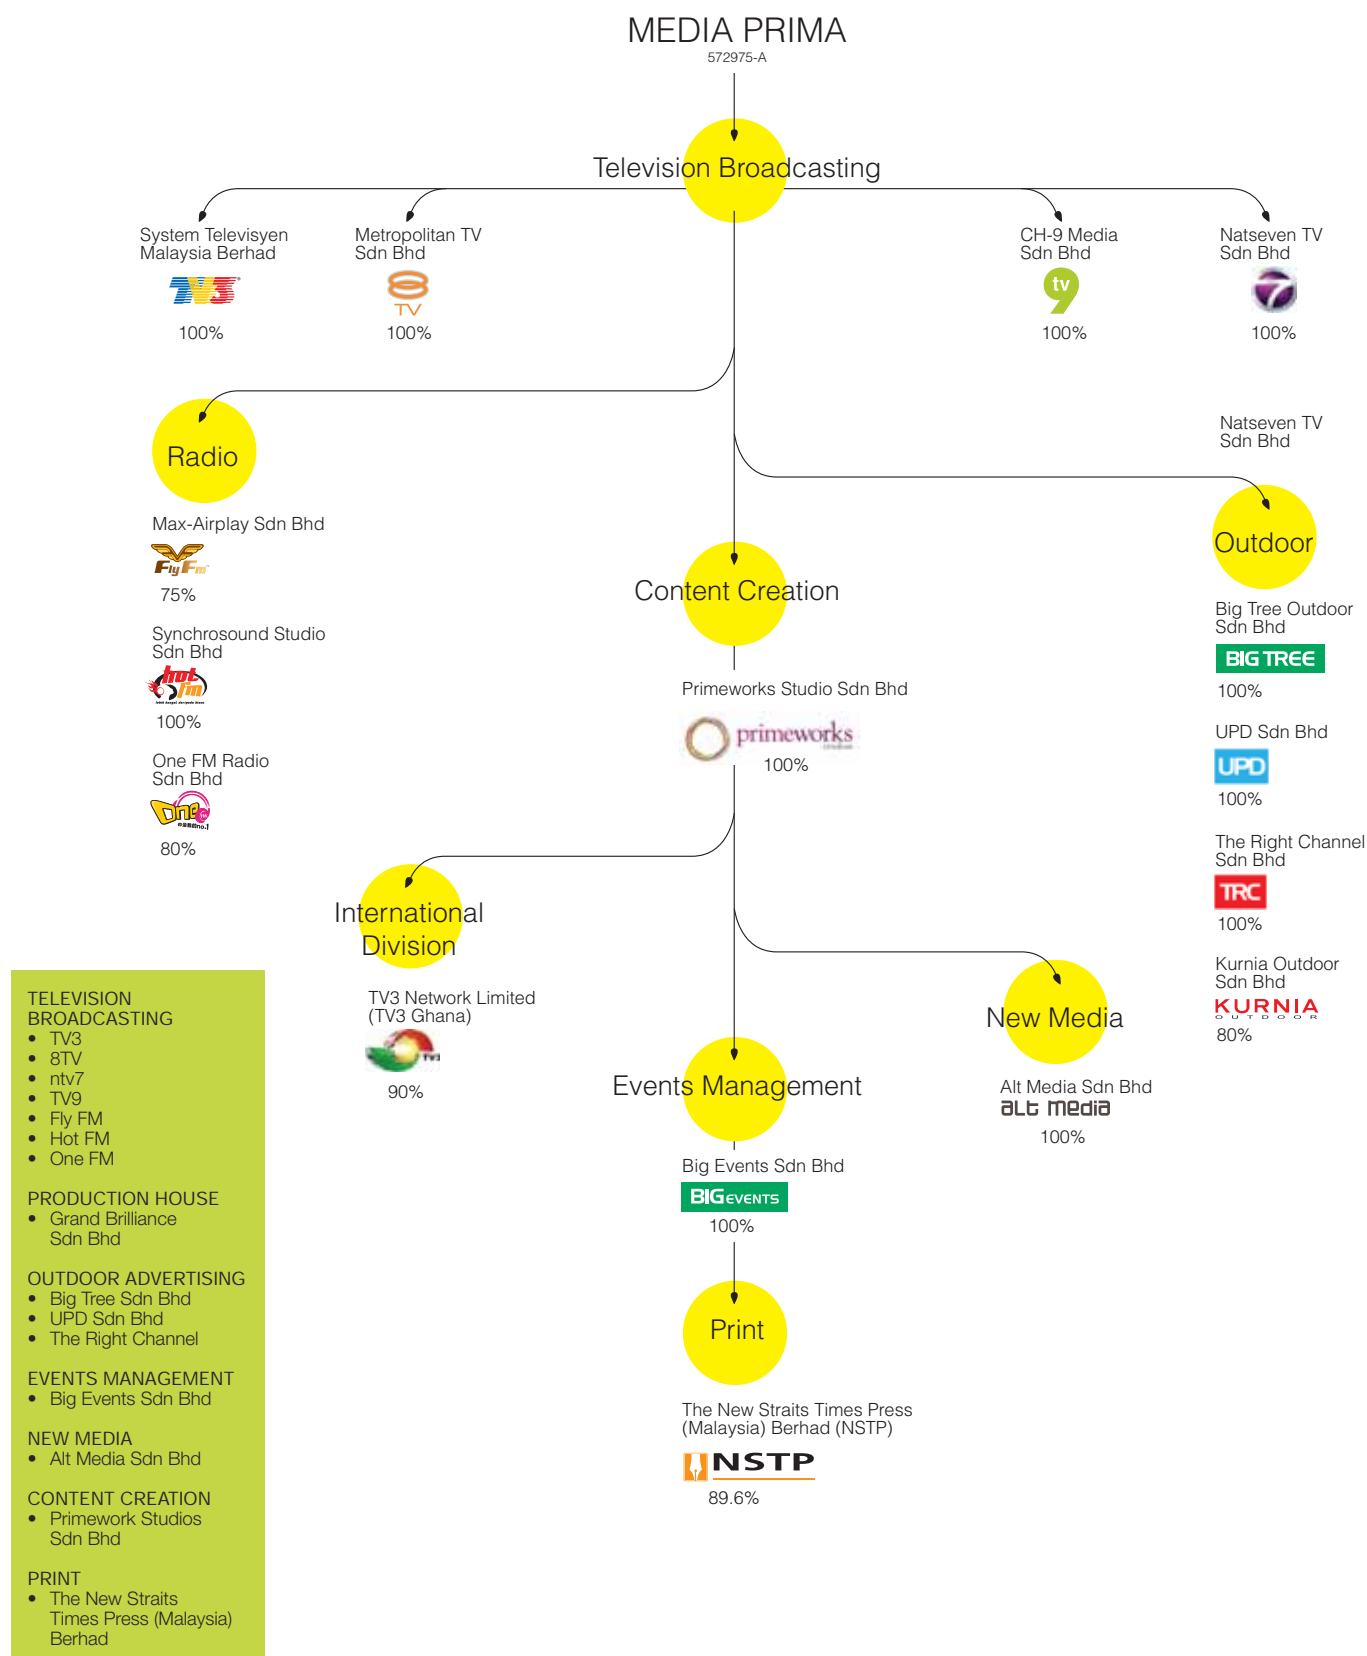 MEDIA PRIMA
572975-A
Television Broadcasting
System Televisyen
Malaysia Berhad
TV3
100%
Metropolitan TV
Sdn Bhd
8
TV
100%
CH-9 Media
Sdn Bhd
tv
9
100%
Natseven TV
Sdn Bhd
7
100%
Radio
Max-Airplay Sdn Bhd
Fly Fm
75%
Synchrosound Studio
Sdn Bhd
hot
fm
100%
One FM Radio
Sdn Bhd
One
80%
Natseven TV
Sdn Bhd
Outdoor
Big Tree Outdoor
Sdn Bhd
BIG TREE
100%
UPD Sdn Bhd
UPD
100%
The Right Channel
Sdn Bhd
TRC
100%
Kurnia Outdoor
Sdn Bhd
KURNIA
OUTDOOR
80%
Content Creation
Primeworks Studio Sdn Bhd
primeworks
100%
International
Division
TV3 Network Limited
(TV3 Ghana)
TV3
90%
New Media
Alt Media Sdn Bhd
alt media
100%
Events Management
Big Events Sdn Bhd
BIG EVENTS
100%
Print
The New Straits Times Press
(Malaysia) Berhad (NSTP)
NSTP
89.6%
TELEVISION
BROADCASTING
• TV3
• 8TV
• ntv7
• TV9
• Fly FM
• Hot FM
• One FM
PRODUCTION HOUSE
• Grand Brilliance
Sdn Bhd
OUTDOOR ADVERTISING
• Big Tree Sdn Bhd
• UPD Sdn Bhd
• The Right Channel
EVENTS MANAGEMENT
• Big Events Sdn Bhd
NEW MEDIA
• Alt Media Sdn Bhd
CONTENT CREATION
• Primework Studios
Sdn Bhd
PRINT
• The New Straits
Times Press (Malaysia)
Berhad